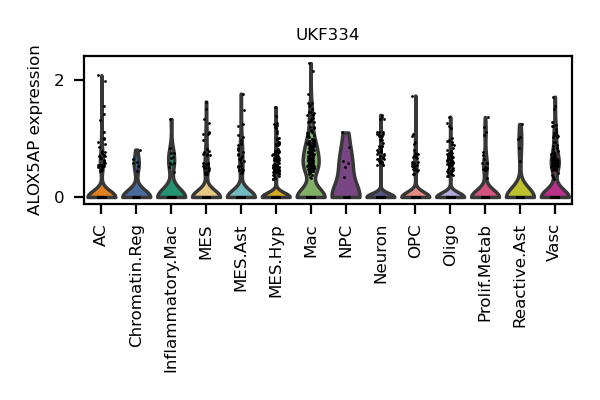 UKF334
ALOX5AP expression
2
0
AC
Chromatin.Reg
Inflammatory.Mac
MES
MES.Ast
MES.Hyp
Mac
NPC
Neuron
OPC
Oligo
Prolif.Metab
Reactive.Ast
Vasc